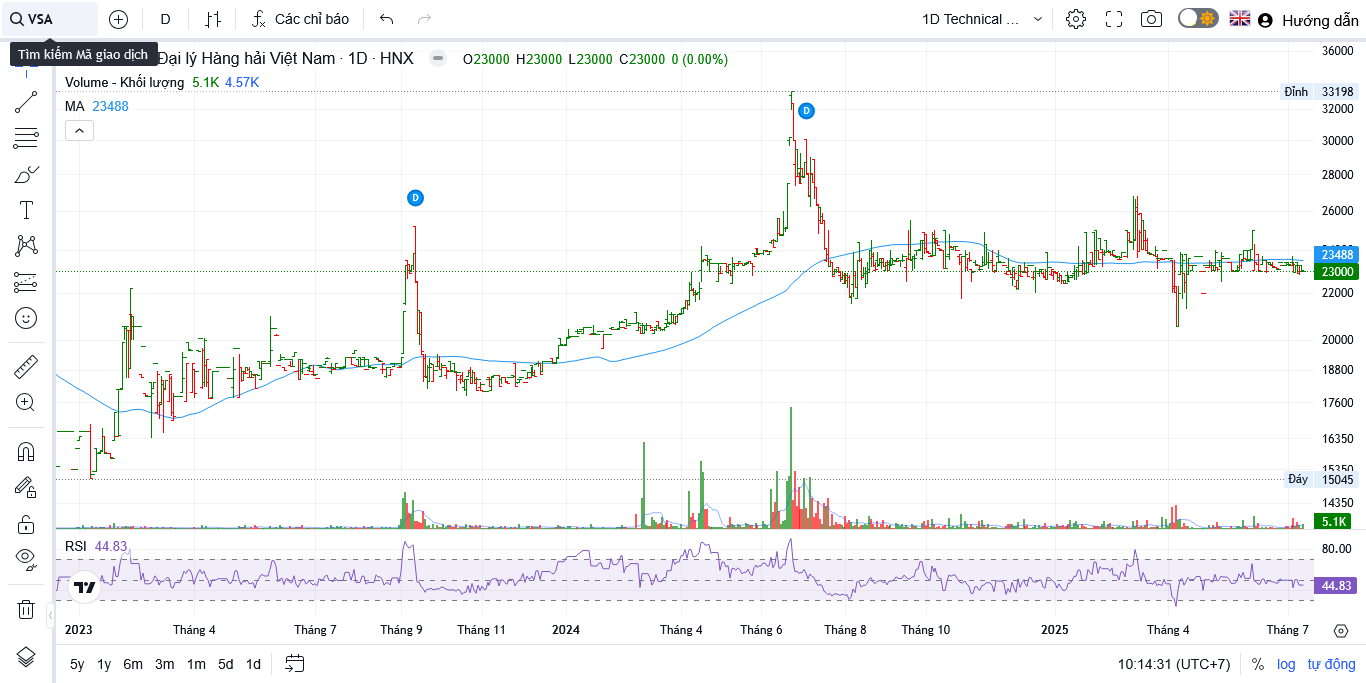 VSA D Các chỉ báo 1D Technical ... Hướng dẫn
Tìm kiếm Mã giao dịch
Đại lý Hàng hải Việt Nam · 1D · HNX O23000 H23000 L23000 C23000 0 (0.00%)
Volume - Khối lượng 5.1K 4.57K
MA 23488
D
D
36000
Đỉnh 33198
32000
30000
28000
26000
23488
23000
22000
20000
18800
17600
16350
15350
Đáy 15045
14350
5.1K
RSI 44.83
80.00
44.83
2023 Tháng 4 Tháng 7 Tháng 9 Tháng 11 2024 Tháng 4 Tháng 6 Tháng 8 Tháng 10 2025 Tháng 4 Tháng 7
5y 1y 6m 3m 1m 5d 1d 10:14:31 (UTC+7) % log tự động